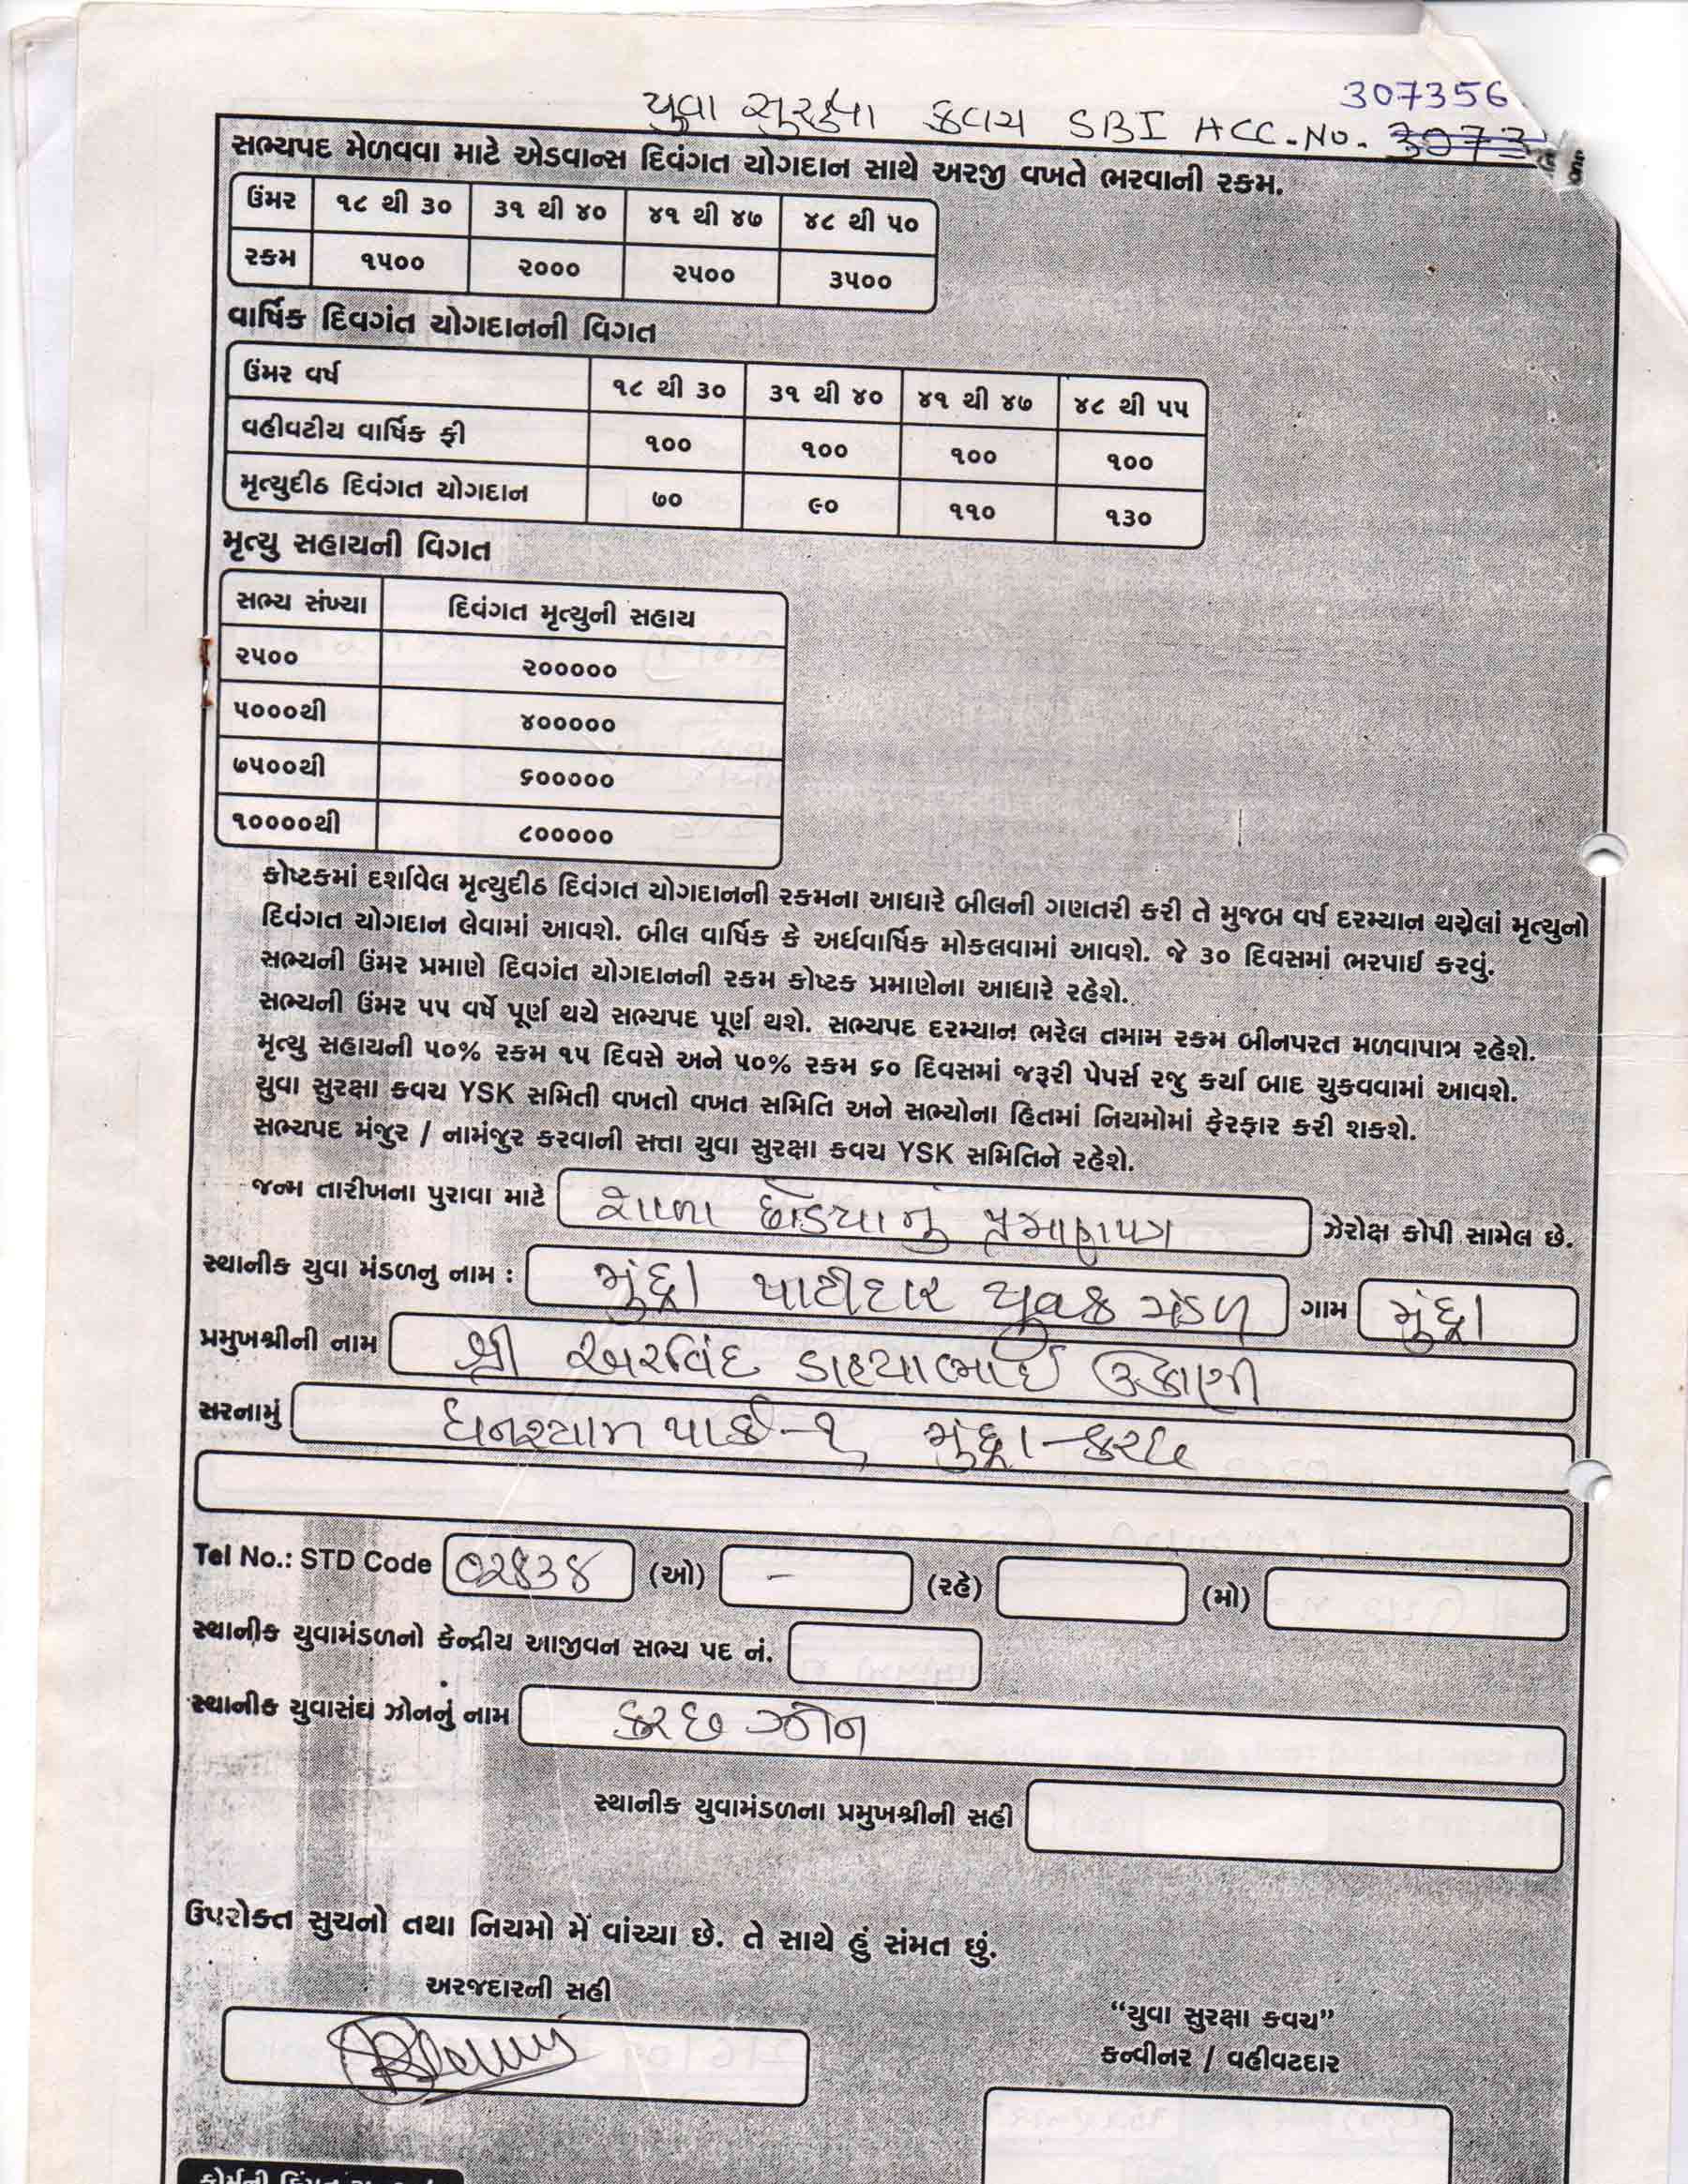 307356
યુવા સુરક્ષા કવચ SBI ACC.NO. 3073
સભ્યપદ મેળવવા માટે એડવાન્સ દિવંગત યોગદાન સાથે અરજી વખતે ભરવાની રકમ.
ઉંમર ૧૮ થી ૩૦ ૩૧ થી ૪૦ ૪૧ થી ૪૭ ૪૮ થી ૫૦
રકમ ૧૫૦૦ ૨૦૦૦ ૨૫૦૦ ૩૫૦૦
વાર્ષિક દિવગંત યોગદાનની વિગત
ઉંમર વર્ષ ૧૮ થી ૩૦ ૩૧ થી ૪૦ ૪૧ થી ૪૭ ૪૮ થી ૫૫
વહીવટીય વાર્ષિક ફી ૧૦૦ ૧૦૦ ૧૦૦ ૧૦૦
મૃત્યુદીઠ દિવંગત યોગદાન ૭૦ ૯૦ ૧૧૦ ૧૩૦
મૃત્યુ સહાયની વિગત
સભ્ય સંખ્યા દિવંગત મૃત્યુની સહાય
૨૫૦૦ ૨૦૦૦૦૦
૫૦૦૦થી ૪૦૦૦૦૦
૭૫૦૦થી ૬૦૦૦૦૦
૧૦૦૦૦થી ૮૦૦૦૦૦
કોષ્ટકમાં દર્શાવેલ મૃત્યુદીઠ દિવંગત યોગદાનની રકમના આધારે બીલની ગણતરી કરી તે મુજબ વર્ષ દરમ્યાન થયેલાં મૃત્યુનો
દિવંગત યોગદાન લેવામાં આવશે. બીલ વાર્ષિક કે અર્ધવાર્ષિક મોકલવામાં આવશે. જે ૩૦ દિવસમાં ભરપાઈ કરવું.
સભ્યની ઉંમર પ્રમાણે દિવગંત યોગદાનની રકમ કોષ્ટક પ્રમાણેના આધારે રહેશે.
સભ્યની ઉંમર ૫૫ વર્ષે પૂર્ણ થયે સભ્યપદ પૂર્ણ થશે. સભ્યપદ દરમ્યાન ભરેલ તમામ રકમ બીનપરત મળવાપાત્ર રહેશે.
મૃત્યુ સહાયની ૫૦% રકમ ૧૫ દિવસે અને ૫૦% રકમ ૬૦ દિવસમાં જરૂરી પેપર્સ રજુ કર્યા બાદ ચુકવવામાં આવશે.
યુવા સુરક્ષા કવચ YSK સમિતી વખતો વખત સમિતિ અને સભ્યોના હિતમાં નિયમોમાં ફેરફાર કરી શકશે.
સભ્યપદ મંજુર / નામંજુર કરવાની સત્તા યુવા સુરક્ષા કવચ YSK સમિતિને રહેશે.
જન્મ તારીખના પુરાવા માટે શાળા છોડયાનુ પ્રમાણપત્ર ઝેરોક્ષ કોપી સામેલ છે.
સ્થાનીક યુવા મંડળનુ નામ : મુંદ્રા પાટીદાર યુવક મંડળ ગામ મુંદ્રા
પ્રમુખશ્રીની નામ શ્રી અરવિંદ ડાહ્યાભાઈ ઉકાણી
સરનામું ઘનશ્યામ પાર્ક-૧, મુંદ્રા-કચ્છ
Tel No.: STD Code ૦૨૮૩૮ (ઓ) - (રહે) (મો)
સ્થાનીક યુવામંડળનો કેન્દ્રીય આજીવન સભ્ય પદ નં.
સ્થાનીક યુવાસંઘ ઝોનનું નામ કચ્છ ઝોન
સ્થાનીક યુવામંડળના પ્રમુખશ્રીની સહી
ઉપરોક્ત સુચનો તથા નિયમો મેં વાંચ્યા છે. તે સાથે હું સંમત છું.
અરજદારની સહી
“યુવા સુરક્ષા કવચ”
કન્વીનર / વહીવટદાર